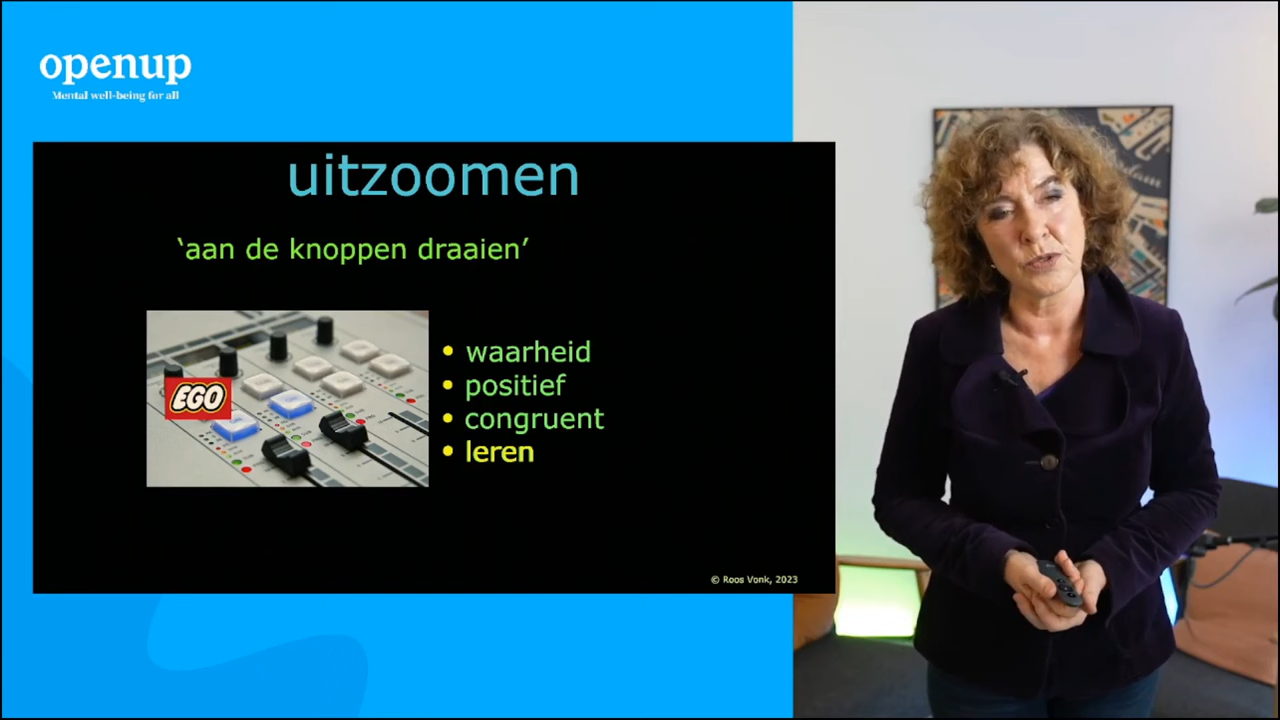 openup
Mental well-being for all
uitzoomen
‘aan de knoppen draaien’
EGO
• waarheid
• positief
• congruent
• leren
© Roos Vonk, 2023